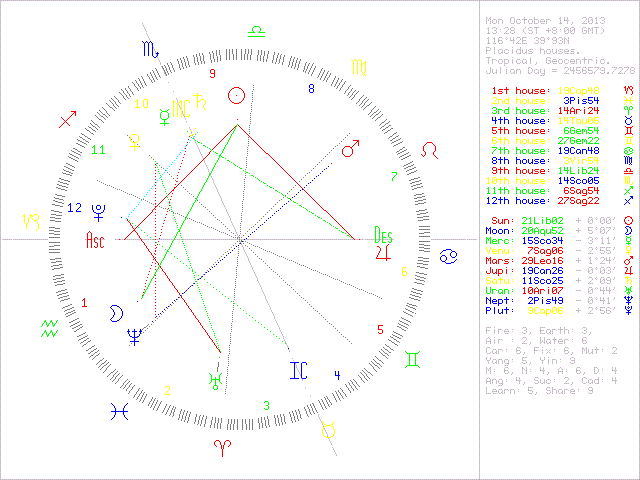 Mon October 14, 2013
13:28 (ST +8:00 GMT)
116°42E 39°93N
Placidus houses.
Tropical, Geocentric.
Julian Day = 2456579.7278
1st house: 19Cap48
2nd house: 3Pis54
3rd house: 14Ari24
4th house: 14Tau05
5th house: 6Gem54
6th house: 27Gem22
7th house: 19Can48
8th house: 3Vir54
9th house: 14Lib24
10th house: 14Sco05
11th house: 6Sag54
12th house: 27Sag22
Sun: 21Lib02 + 0°00'
Moon: 20Aqu52 + 5°07'
Merc: 15Sco34 - 3°11'
Venu: 7Sag06 - 2°55'
Mars: 29Leo16 + 1°24'
Jupi: 19Can26 - 0°03'
Satu: 11Sco25 + 2°09'
Uran: 10Ari07 - 0°44'
Nept: 2Pis49 - 0°41'
Plut: 9Cap08 + 2°56'
Fire: 3, Earth: 3,
Air : 2, Water: 6
Car: 6, Fix: 6, Mut: 2
Yang: 5, Yin: 9
M: 6, N: 4, A: 6, D: 4
Ang: 4, Suc: 2, Cad: 4
Learn: 5, Share: 9
9
8
10
MC
11
7
12
Asc
Des
6
1
5
IC
4
2
3